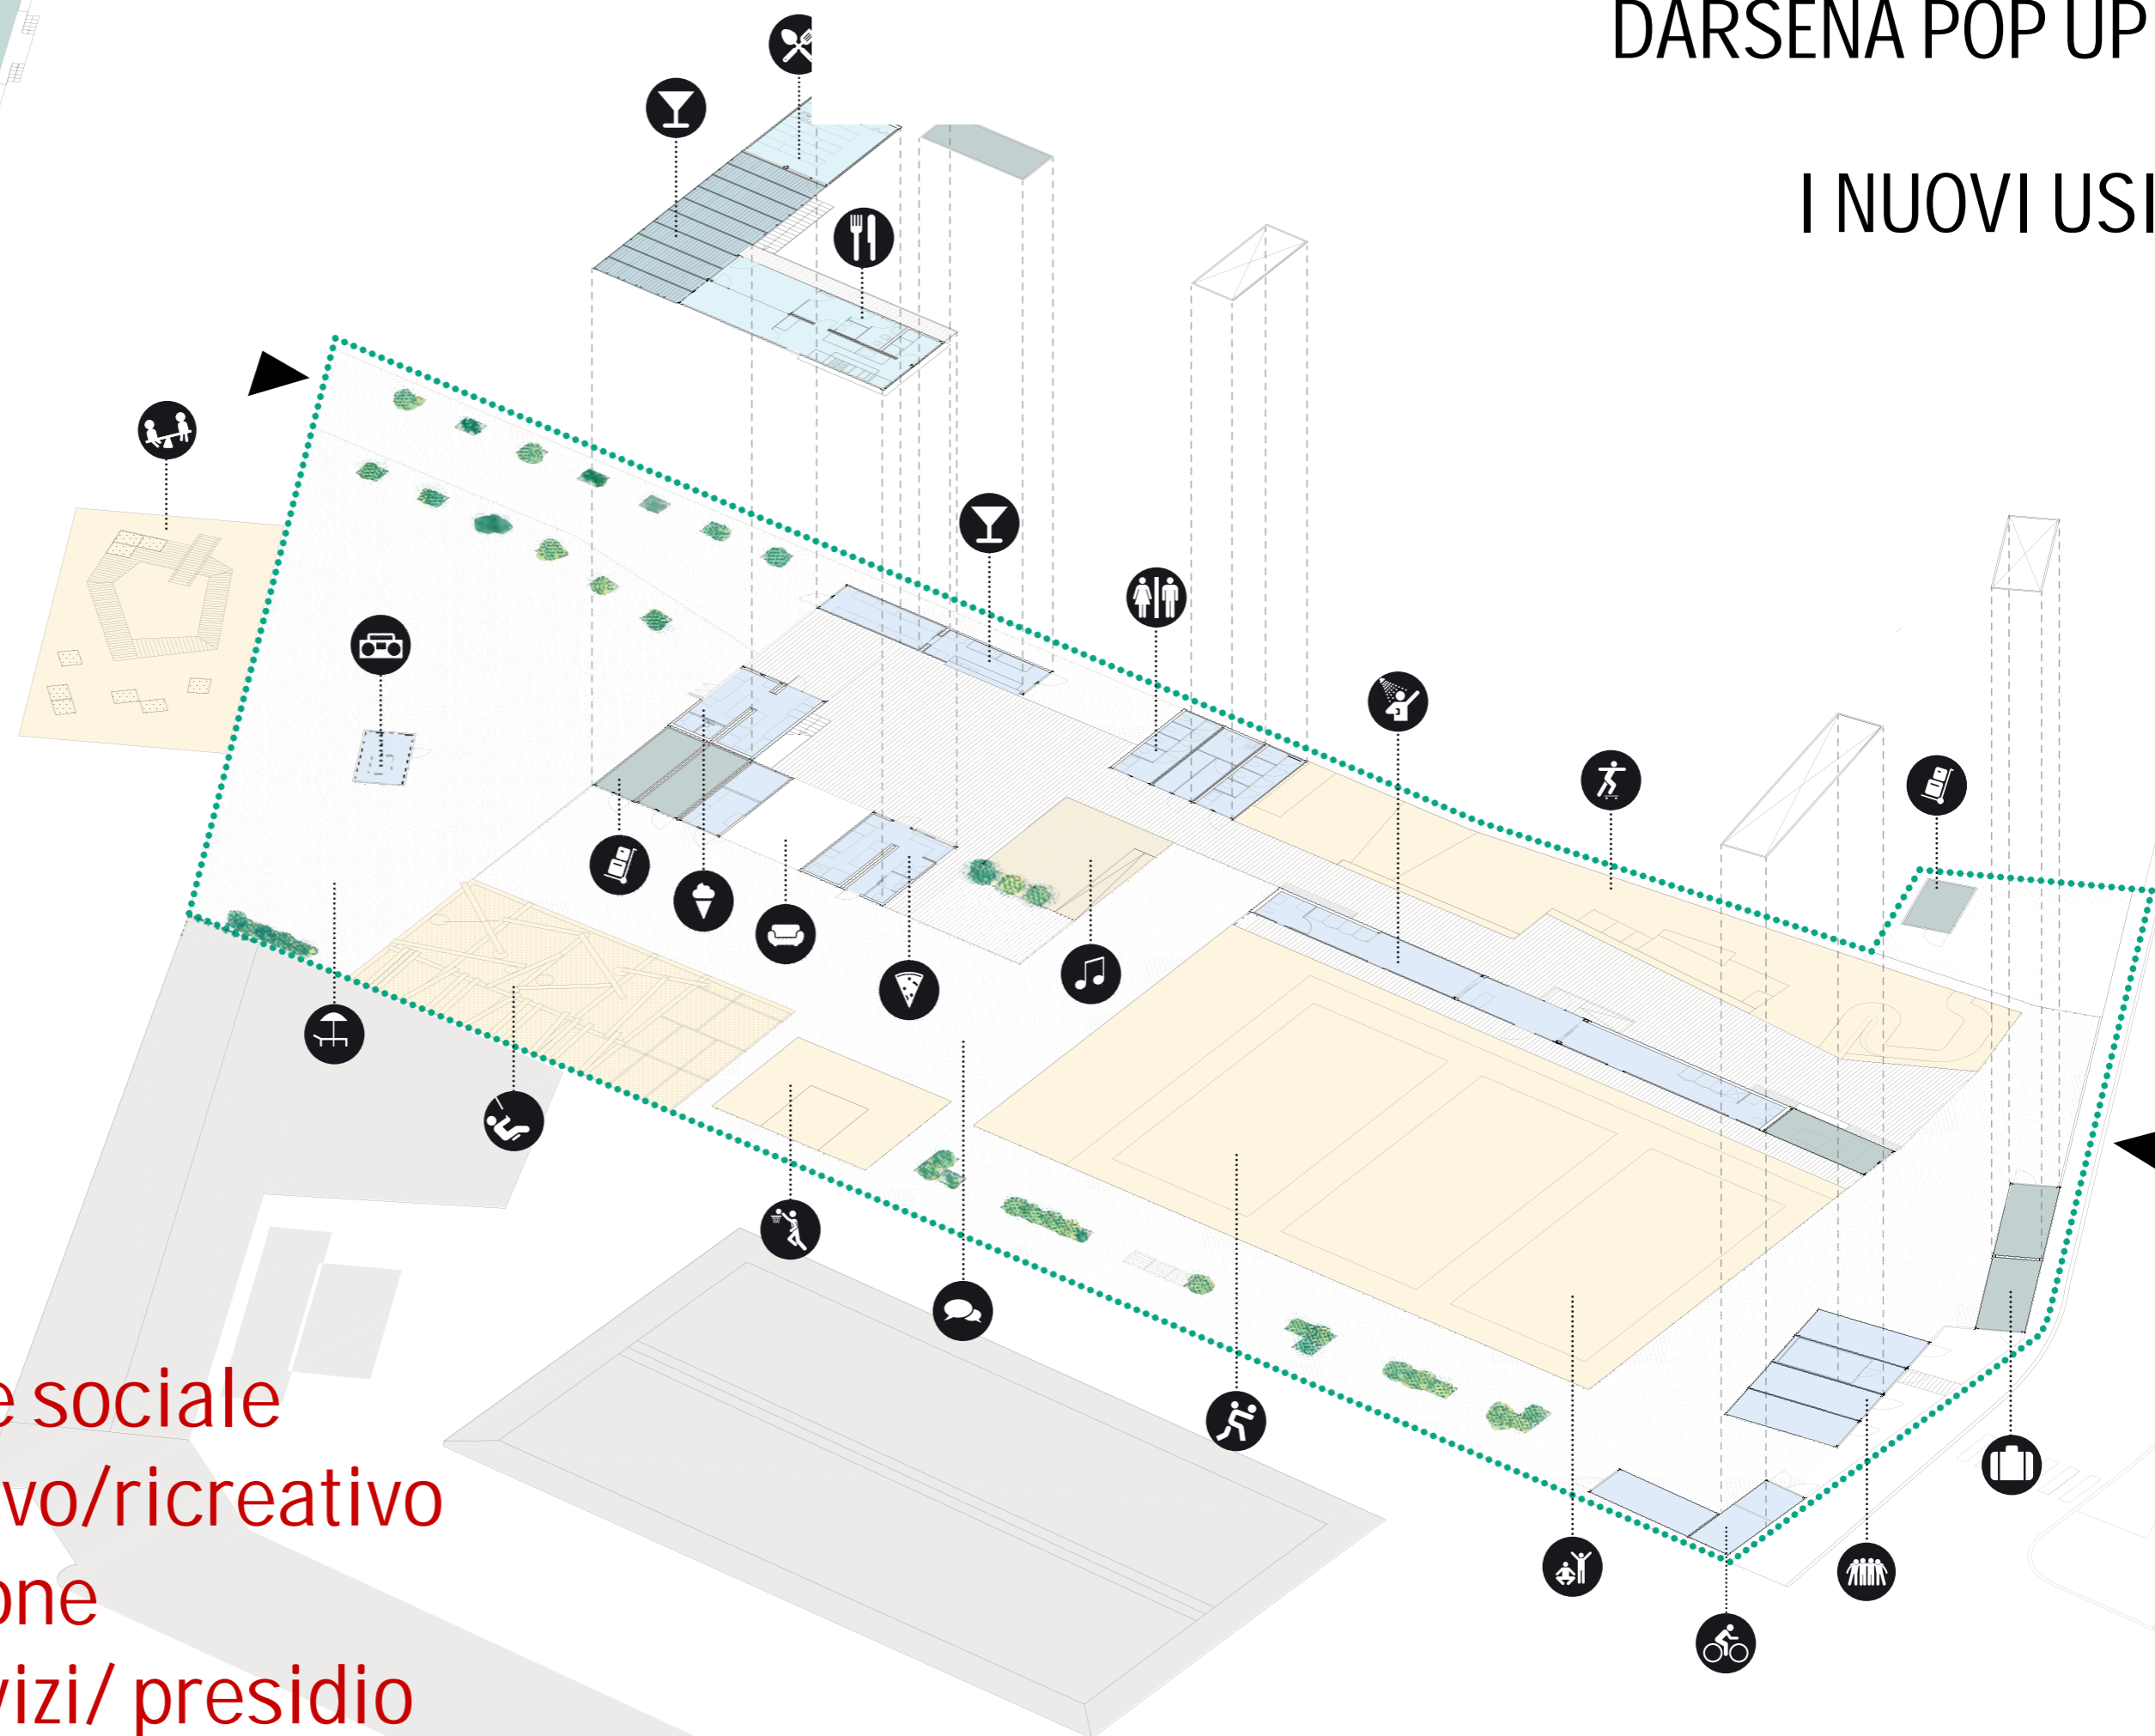 DARSENA POP UP
I NUOVI USI
e sociale
vo/ricreativo
one
vizi/ presidio